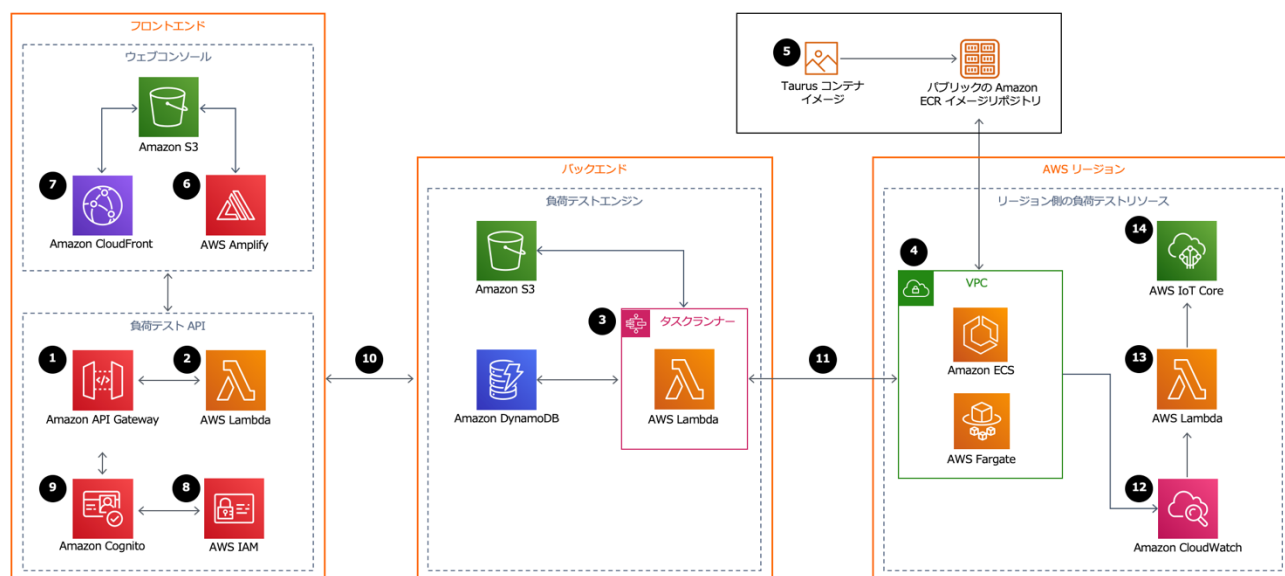 フロントエンド
ウェブコンソール
Amazon S3
7
Amazon CloudFront
6
AWS Amplify
負荷テスト API
1
Amazon API Gateway
2
AWS Lambda
9
Amazon Cognito
8
AWS IAM
10
バックエンド
負荷テストエンジン
Amazon S3
3
タスクランナー
Amazon DynamoDB
AWS Lambda
11
5
Taurus コンテナ
イメージ
パブリックの Amazon
ECR イメージリポジトリ
AWS リージョン
リージョン側の負荷テストリソース
4
VPC
Amazon ECS
AWS Fargate
14
AWS IoT Core
13
AWS Lambda
12
Amazon CloudWatch